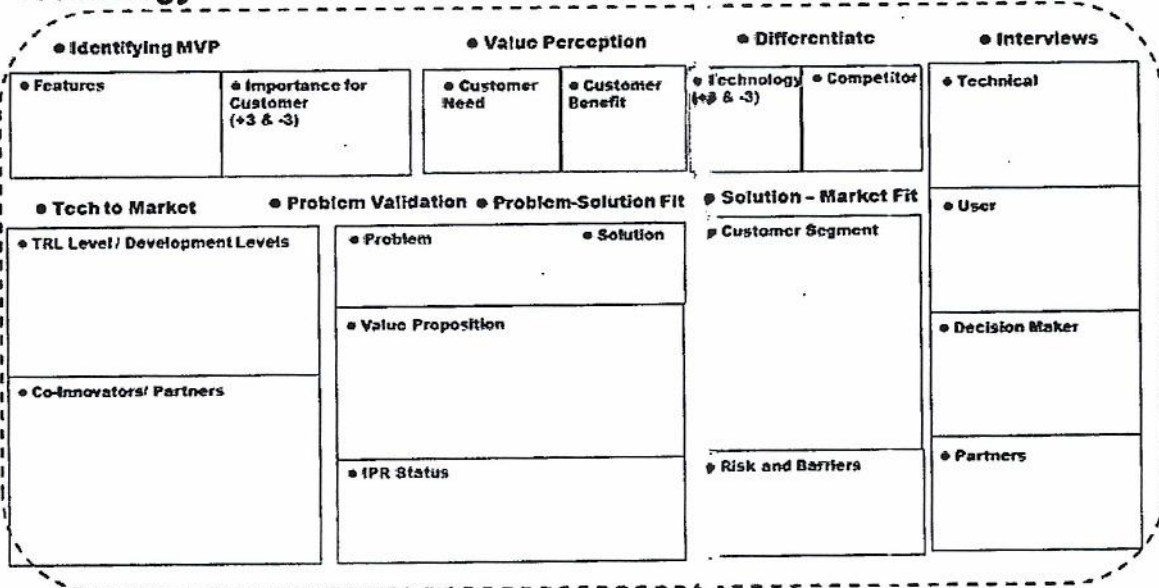 ● Identifying MVP
● Value Perception
● Differentiate
● Interviews
● Features
● Importance for
Customer
(+3 & -3)
● Customer
Need
● Customer
Benefit
● Technology
(+3 & -3)
● Competitor
● Technical
● Tech to Market
● Problem Validation ● Problem-Solution Fit
● Solution – Market Fit
● User
● TRL Level / Development Levels
● Problem
● Solution
● Customer Segment
● Value Proposition
● Decision Maker
● Co-Innovators/ Partners
● IPR Status
● Risk and Barriers
● Partners